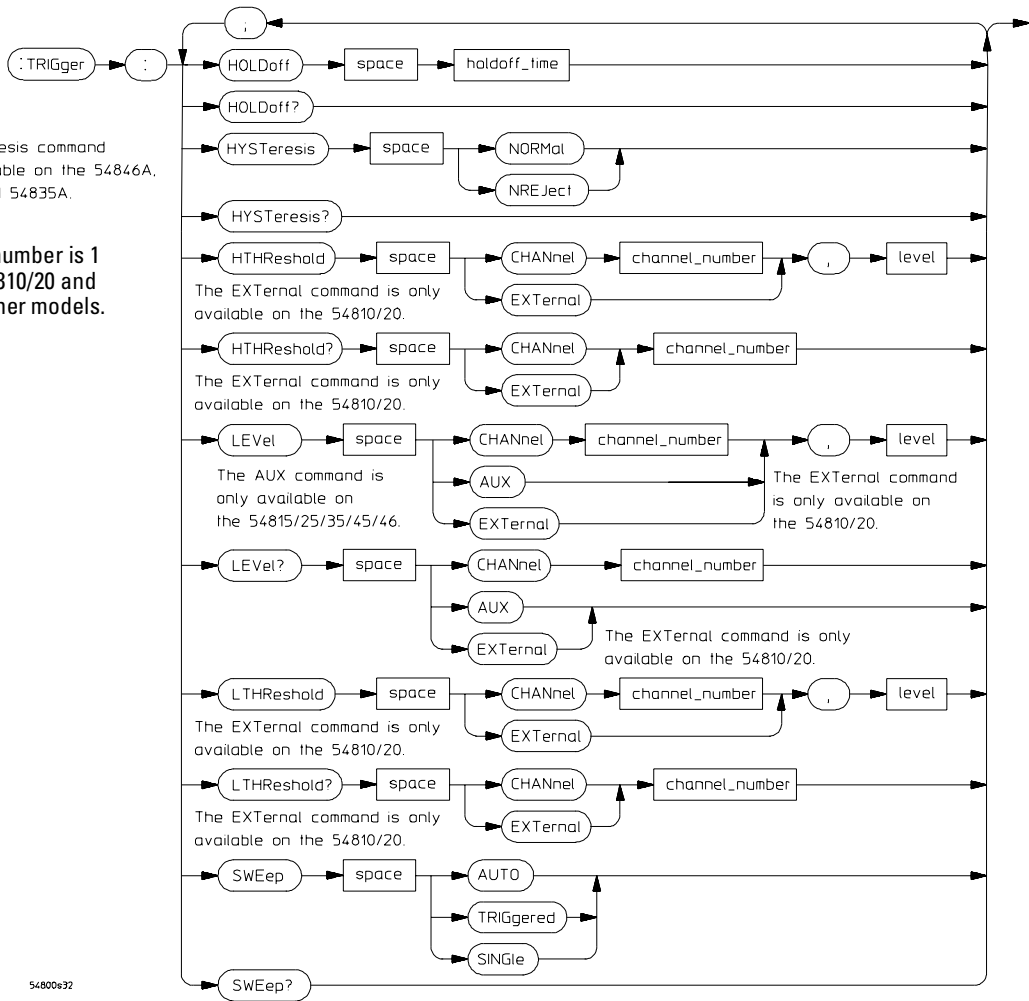 ;
:TRIGger : HOLDoff space holdoff_time
HOLDoff?
HYSTeresis space NORMal
NREJect
esis command
able on the 54846A,
54835A.
HYSTeresis?
number is 1
310/20 and
ner models.
HTHReshold space CHANnel channel_number , level
EXTernal
The EXTernal command is only
available on the 54810/20.
HTHReshold? space CHANnel channel_number
EXTernal
The EXTernal command is only
available on the 54810/20.
LEVel space CHANnel channel_number , level
AUX
EXTernal
The AUX command is
only available on
the 54815/25/35/45/46.
The EXTernal command
is only available on
the 54810/20.
LEVel? space CHANnel channel_number
AUX
EXTernal
The EXTernal command is only
available on the 54810/20.
LTHReshold space CHANnel channel_number , level
EXTernal
The EXTernal command is only
available on the 54810/20.
LTHReshold? space CHANnel channel_number
EXTernal
The EXTernal command is only
available on the 54810/20.
SWEep space AUTO
TRIGgered
SINGle
SWEep?
54800s32